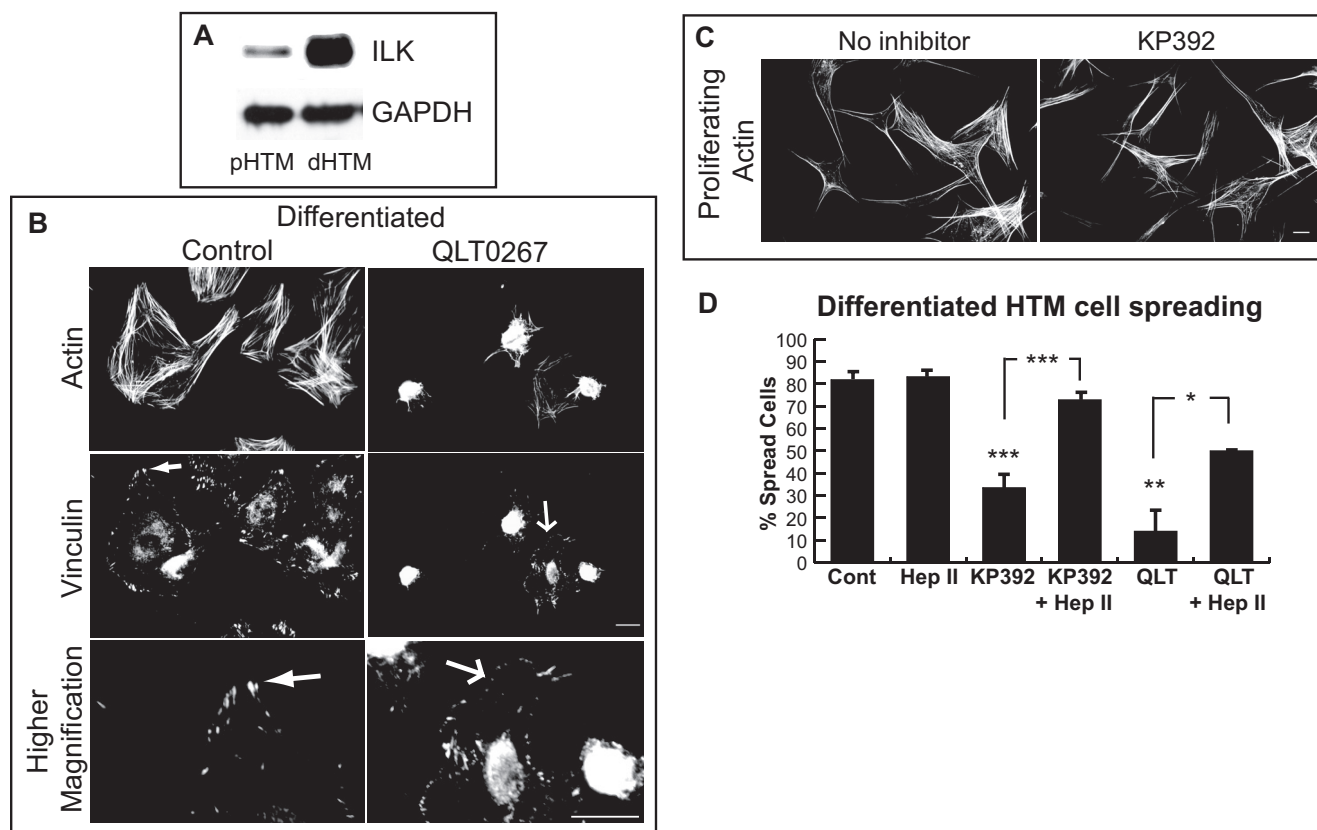 A
ILK
GAPDH
pHTM dHTM
B
Differentiated
Control QLT0267
Actin
Vinculin
Higher
Magnification
C
No inhibitor KP392
Proliferating
Actin
D Differentiated HTM cell spreading
% Spread Cells
100
90
80
70
60
50
40
30
20
10
0
***
***
**
*
Cont Hep II KP392 KP392 QLT QLT
+ Hep II + Hep II